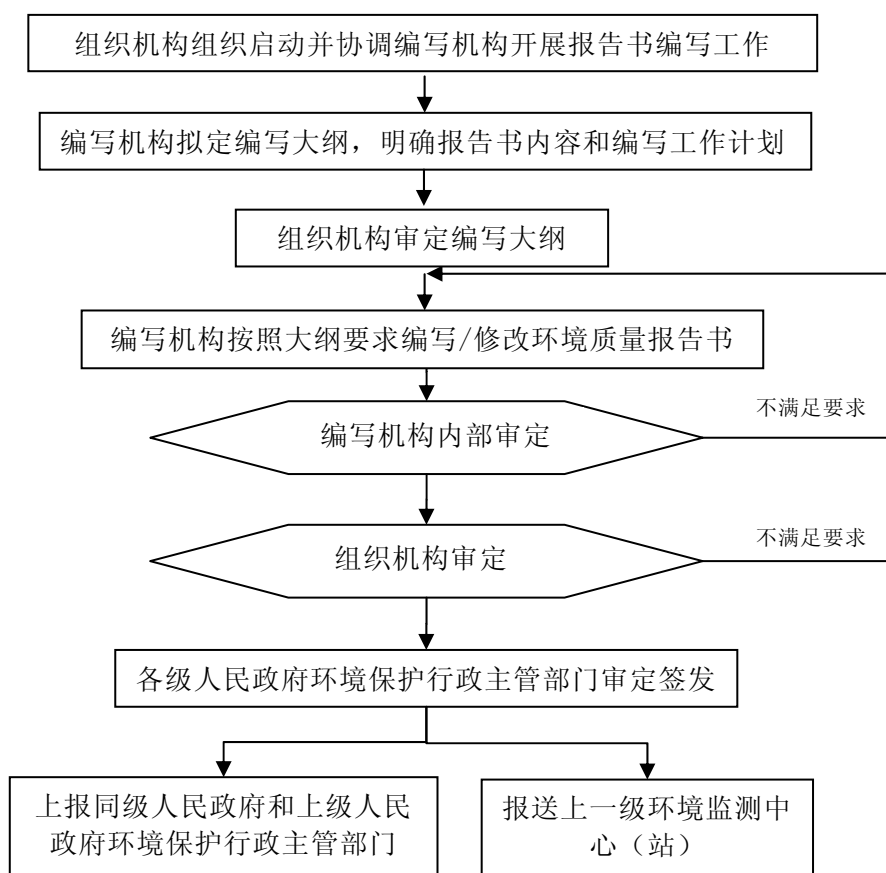 组织机构组织启动并协调编写机构开展报告书编写工作
编写机构拟定编写大纲，明确报告书内容和编写工作计划
组织机构审定编写大纲
编写机构按照大纲要求编写/修改环境质量报告书
不满足要求
编写机构内部审定
不满足要求
组织机构审定
各级人民政府环境保护行政主管部门审定签发
上报同级人民政府和上级人民
政府环境保护行政主管部门
报送上一级环境监测中
心（站）